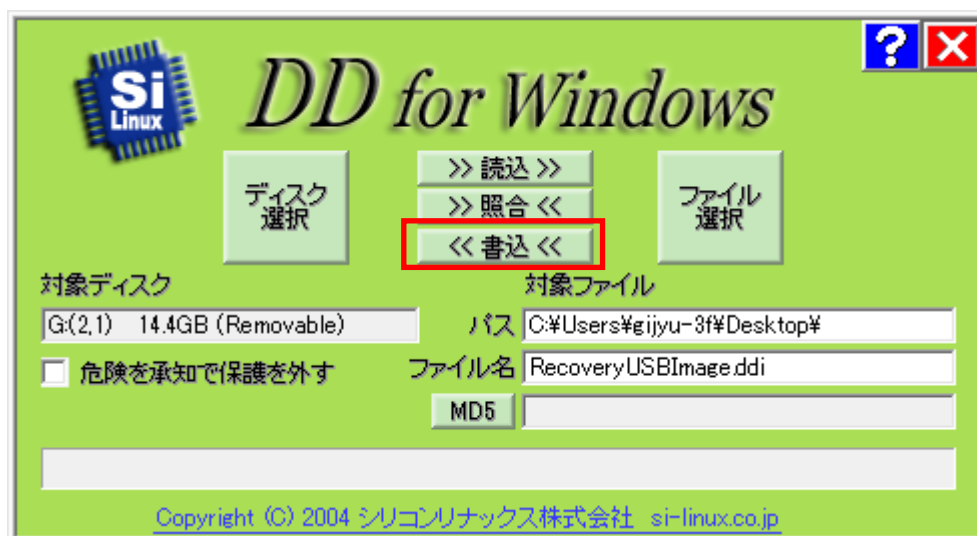 Si
Linux
DD for Windows
?
ディスク
選択
>> 読込 >>
>> 照合 <<
<< 書込 <<
ファイル
選択
対象ディスク
対象ファイル
G:(2,1) 14.4GB (Removable)
パス C:¥Users¥gijyu-3f¥Desktop¥
危険を承知で保護を外す
ファイル名 RecoveryUSBImage.ddi
MD5
Copyright (C) 2004 シリコンリナックス株式会社 si-linux.co.jp